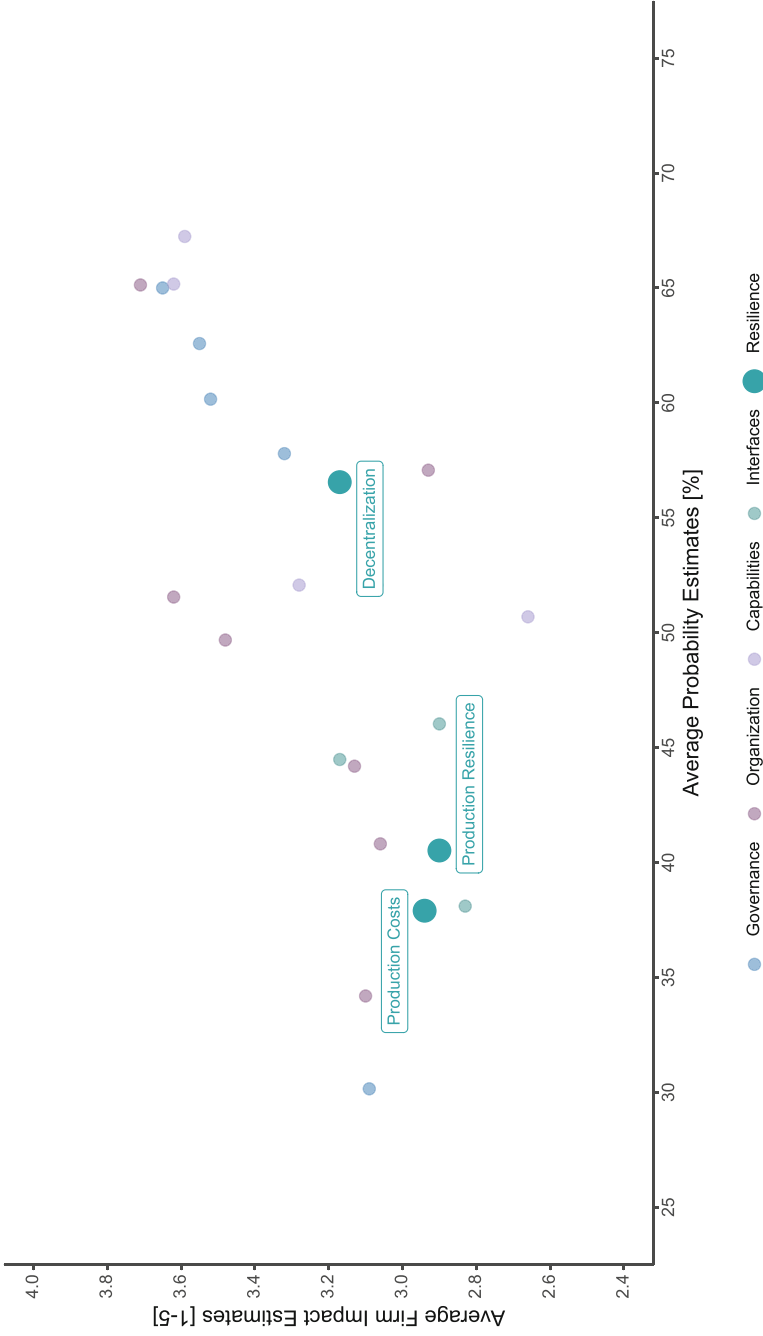 Average Firm Impact Estimates [1-5]
4.0
3.8
3.6
3.4
3.2
3.0
2.8
2.6
2.4
Decentralization
Production Resilience
Production Costs
25
30
35
40
45
50
55
60
65
70
75
Average Probability Estimates [%]
Governance
Organization
Capabilities
Interfaces
Resilience